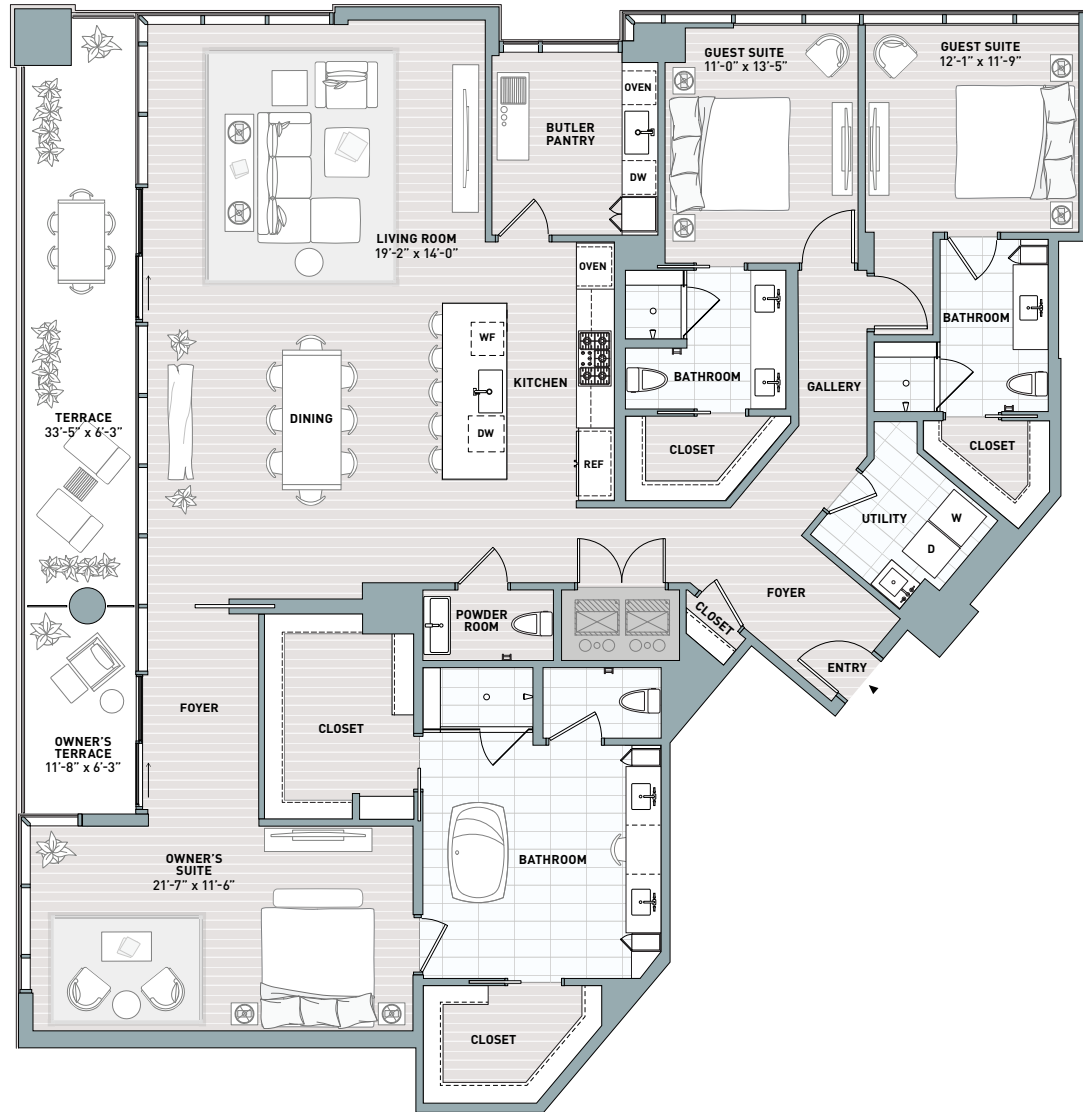 GUEST SUITE
11'-0" x 13'-5"
GUEST SUITE
12'-1" x 11'-9"
OVEN
BUTLER
PANTRY
DW
LIVING ROOM
19'-2" x 14'-0"
OVEN
WF
KITCHEN
DW
REF
DINING
BATHROOM
CLOSET
GALLERY
BATHROOM
CLOSET
TERRACE
33'-5" x 6'-3"
UTILITY
W
D
FOYER
CLOSET
ENTRY
POWDER
ROOM
FOYER
CLOSET
OWNER'S
TERRACE
11'-8" x 6'-3"
OWNER'S
SUITE
21'-7" x 11'-6"
BATHROOM
CLOSET